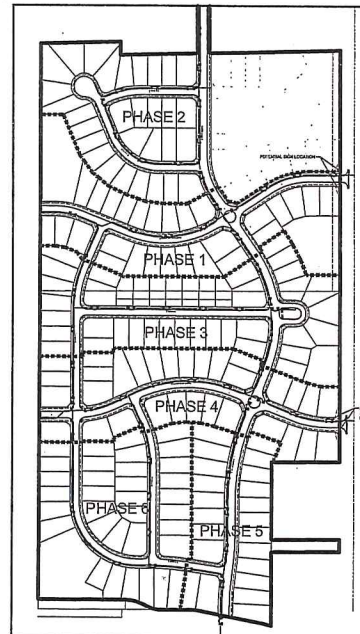 PHASE 2
POTENTIAL SIGN LOCATION
PHASE 1
PHASE 3
PHASE 4
PHASE 6
PHASE 5